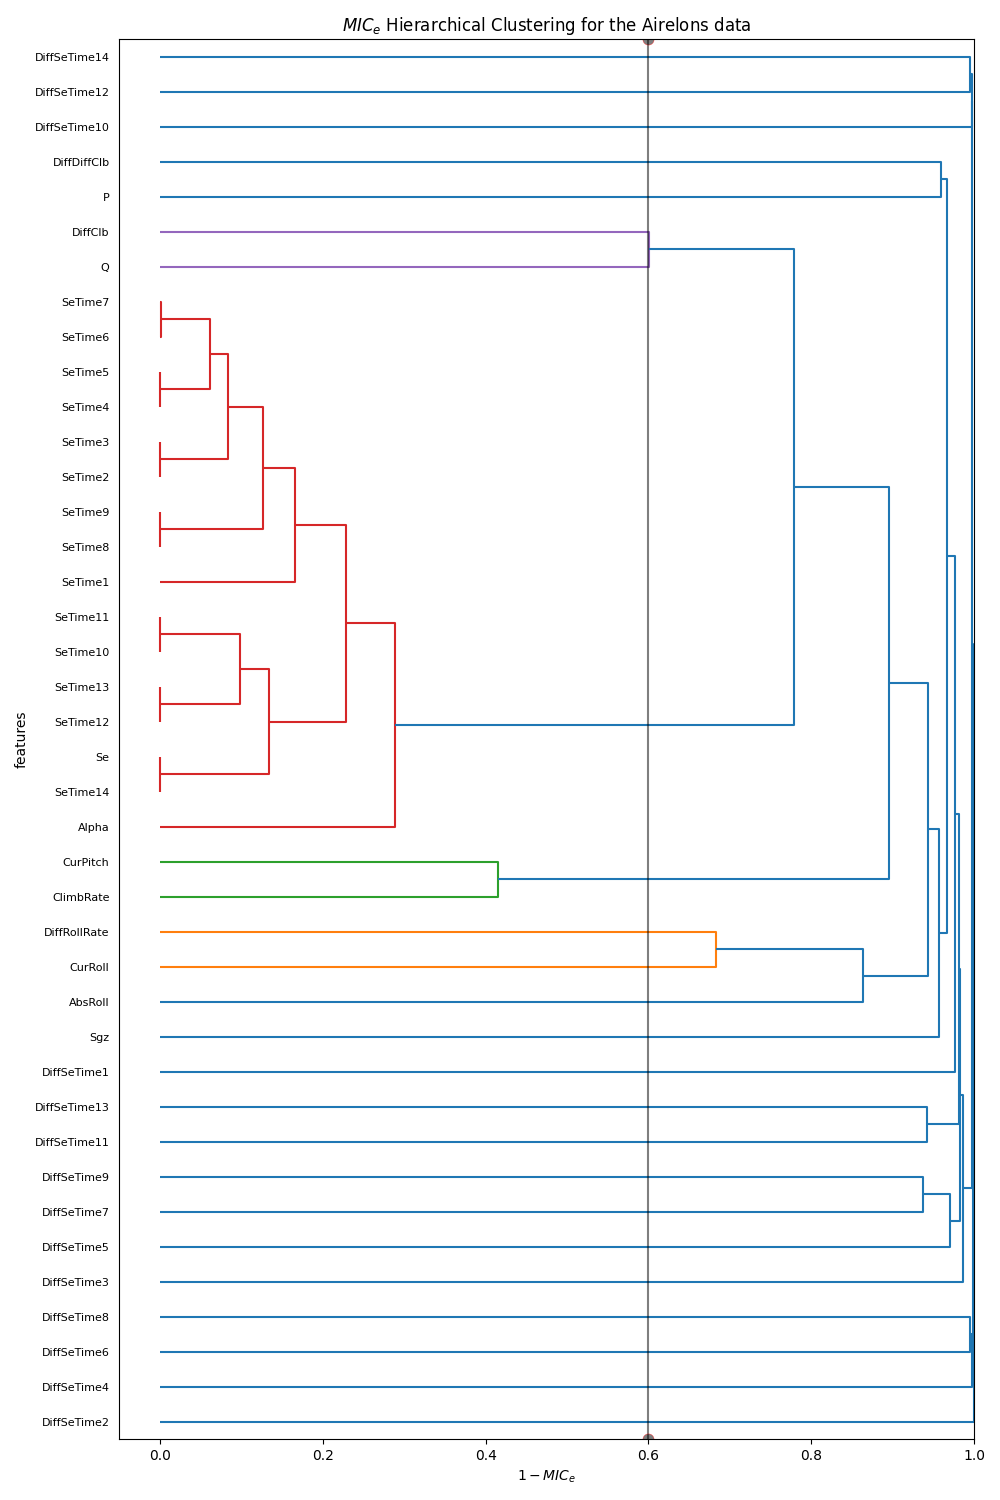 MICe Hierarchical Clustering for the Airelons data
DiffSeTime14
DiffSeTime12
DiffSeTime10
DiffDiffClb
P
DiffClb
Q
SeTime7
SeTime6
SeTime5
SeTime4
SeTime3
SeTime2
SeTime9
SeTime8
SeTime1
SeTime11
SeTime10
SeTime13
SeTime12
Se
SeTime14
Alpha
CurPitch
ClimbRate
DiffRollRate
CurRoll
AbsRoll
Sgz
DiffSeTime1
DiffSeTime13
DiffSeTime11
DiffSeTime9
DiffSeTime7
DiffSeTime5
DiffSeTime3
DiffSeTime8
DiffSeTime6
DiffSeTime4
DiffSeTime2
features
0.0 0.2 0.4 0.6 0.8 1.0
1 − MICe